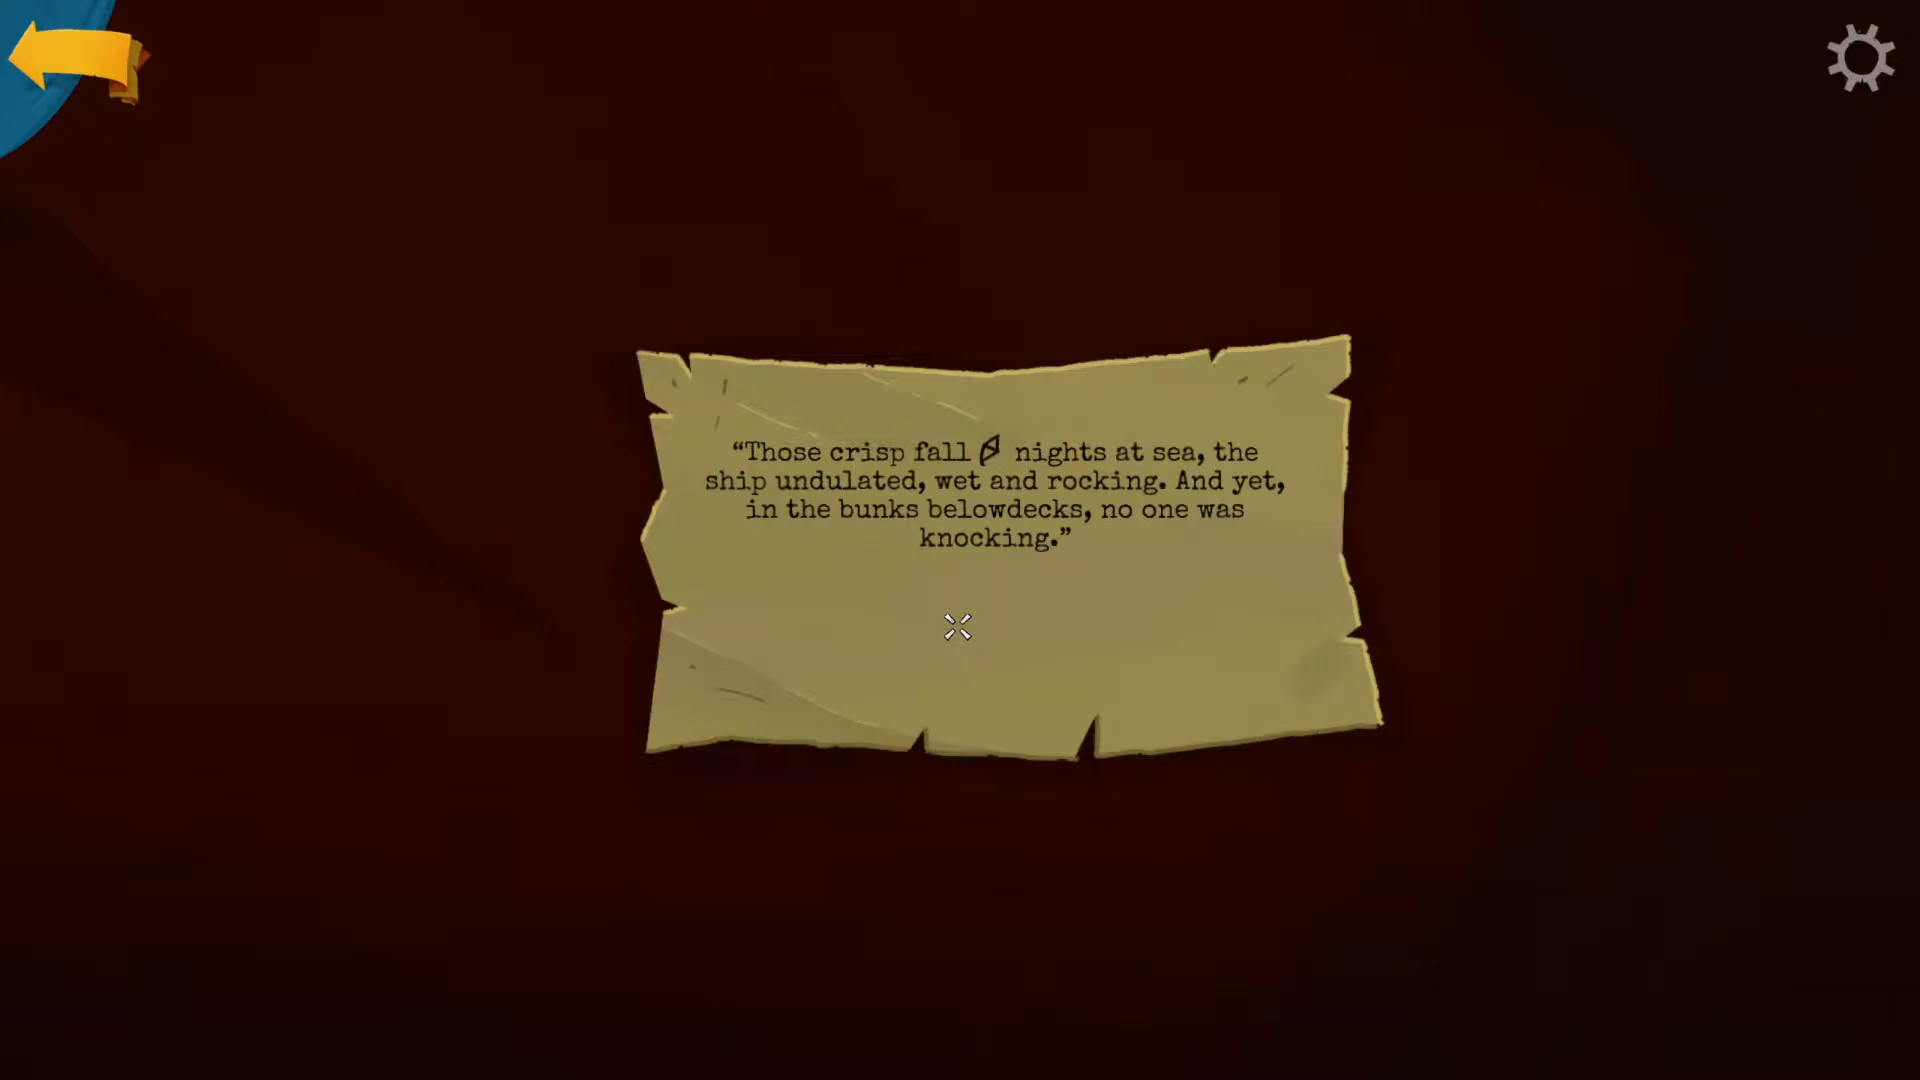 “Those crisp fall nights at sea, the
ship undulated, wet and rocking. And yet,
in the bunks belowdecks, no one was
knocking.”